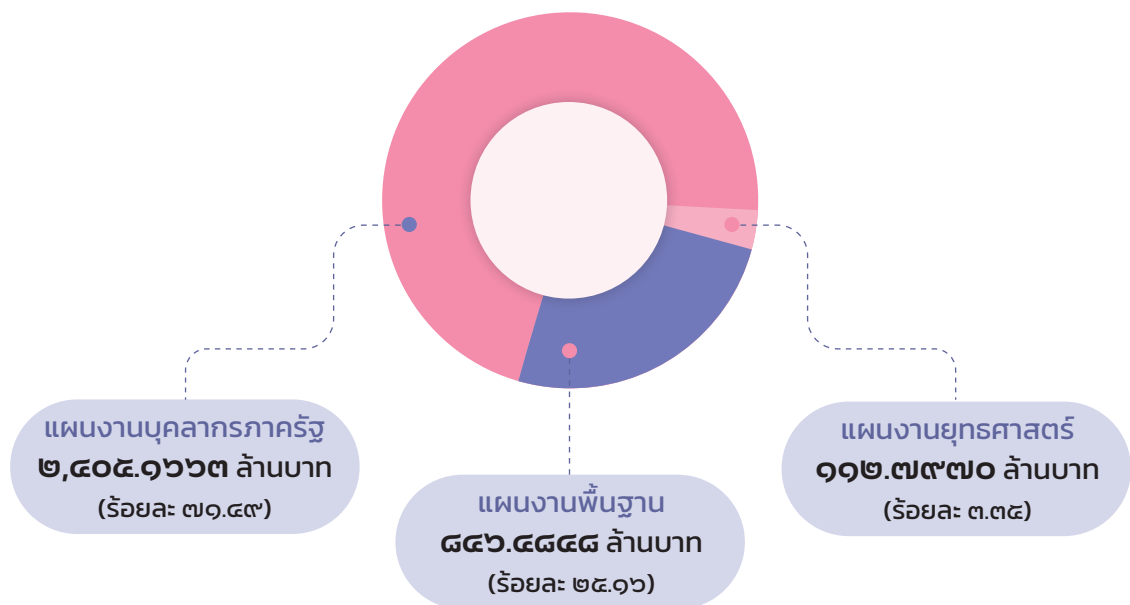 แผนงานบุคลากรภาครัฐ
๒,๔๐๕.๑๖๖๓ ล้านบาท
(ร้อยละ ๗๑.๔๙)
แผนงานพื้นฐาน
๘๔๖.๔๘๔๘ ล้านบาท
(ร้อยละ ๒๕.๑๖)
แผนงานยุทธศาสตร์
๑๑๒.๗๙๗๐ ล้านบาท
(ร้อยละ ๓.๓๕)